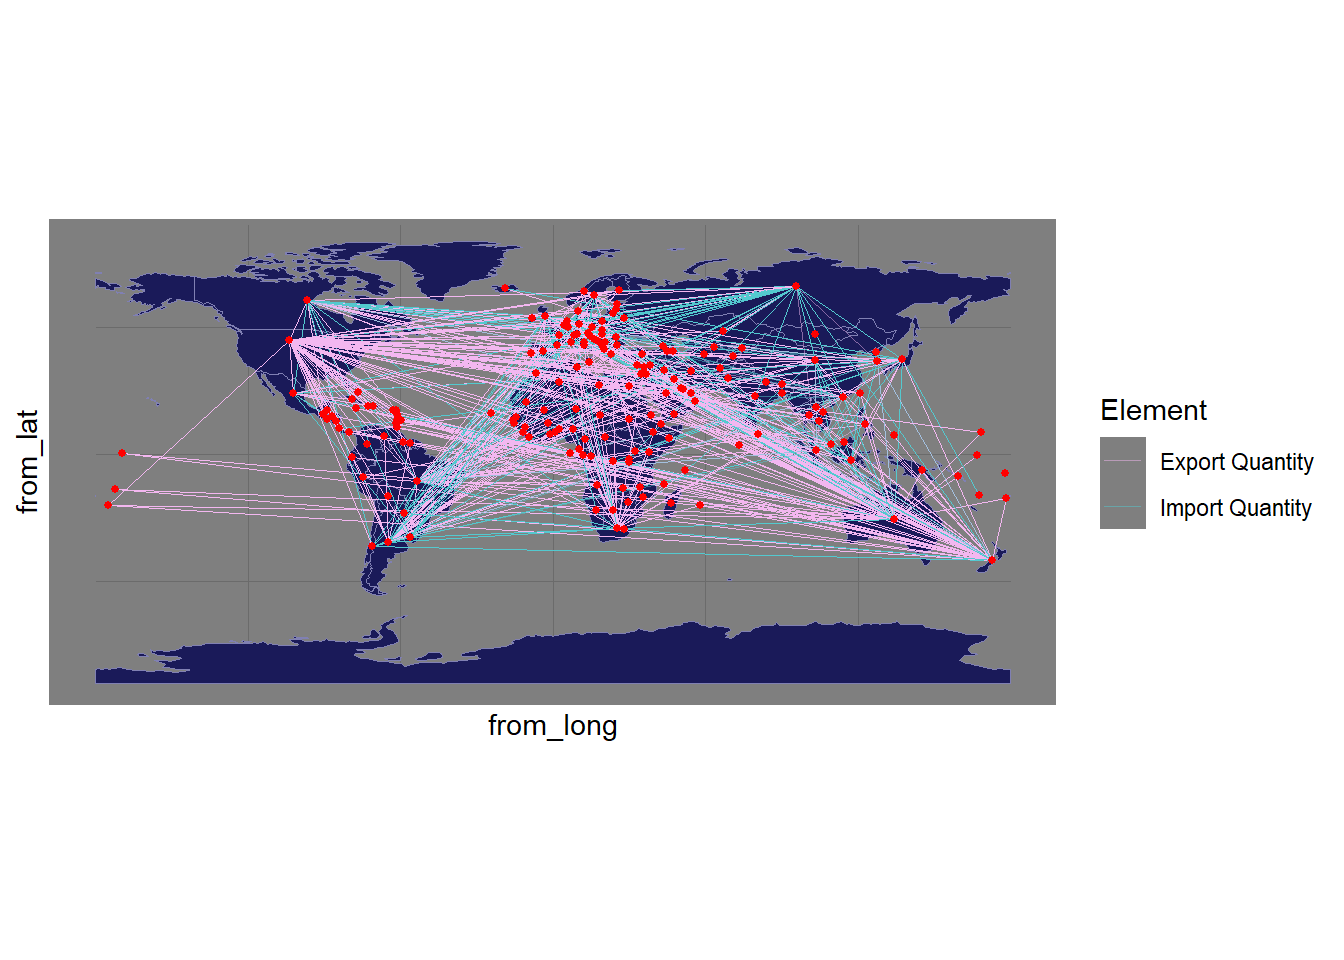 from_lat
from_long
Element
Export Quantity
Import Quantity